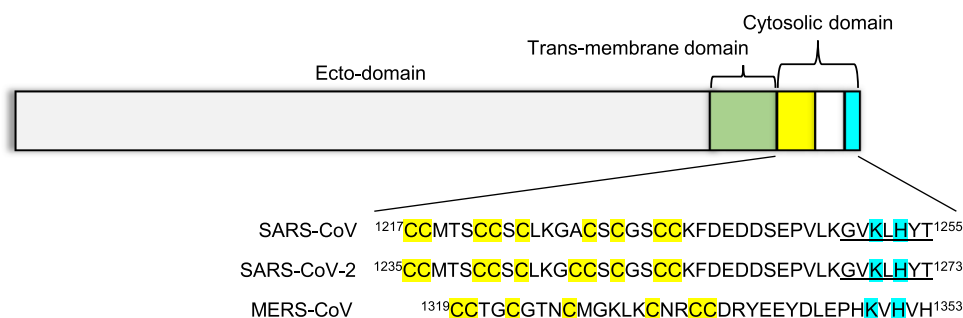 Cytosolic domain
Trans-membrane domain
Ecto-domain
SARS-CoV 1217CCMTSCCSCLKGACSCGSCCKFDEDDSEPVLKGVKLHYT1255
SARS-CoV-2 1235CCMTSCCSCLKGCCSCGSCCKFDEDDSEPVLKGVKLHYT1273
MERS-CoV 1319CCTGCGTNCMGKLKCNRCCDRYEEYDLEPHKVHVH1353